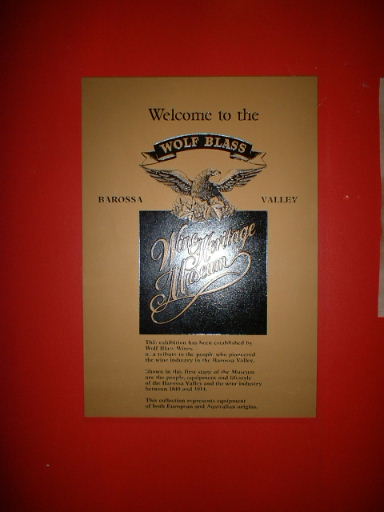 Welcome to the
WOLF BLASS
BAROSSA VALLEY
Wine Heritage
Museum
This exhibition has been established by
Wolf Blass Wines,
as a tribute to the people who pioneered
the wine industry in the Barossa Valley.
Shown in this first stage of the Museum
are the people, equipment and lifestyle
of the Barossa Valley and the wine industry
between
This collection represents equipment
of both European and Australian origins.